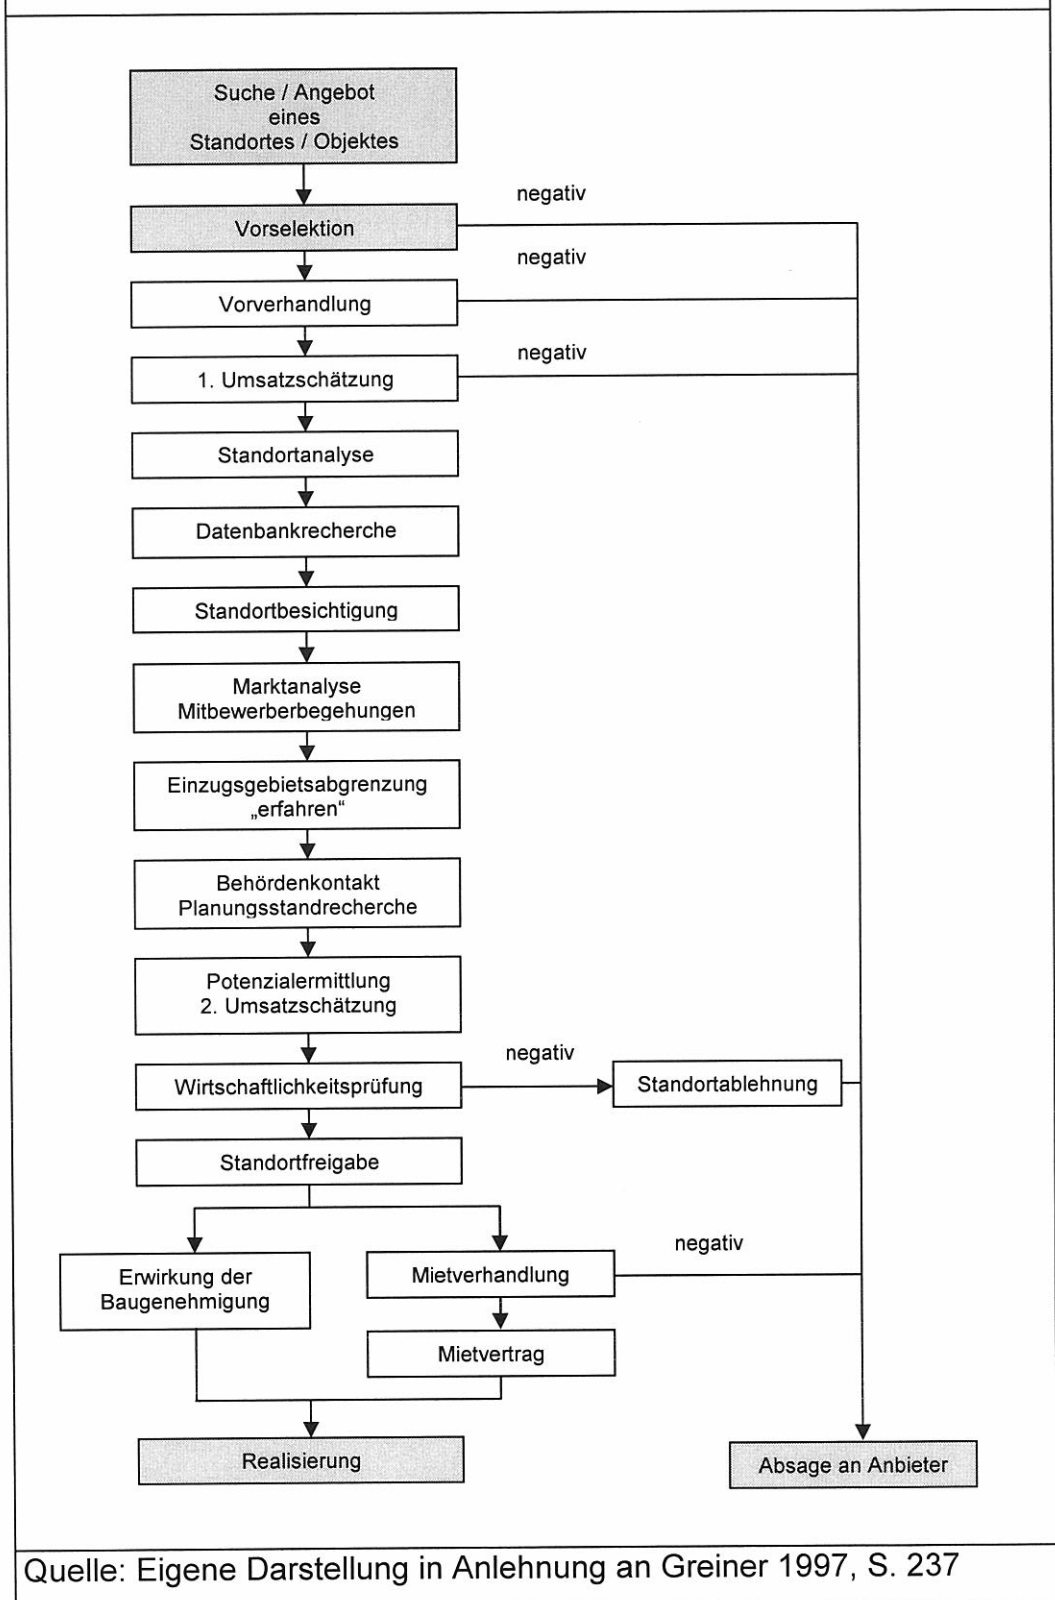 Suche / Angebot
eines
Standortes / Objektes
negativ
Vorselektion
negativ
Vorverhandlung
negativ
1. Umsatzschätzung
Standortanalyse
Datenbankrecherche
Standortbesichtigung
Marktanalyse
Mitbewerberbegehungen
Einzugsgebietsabgrenzung
„erfahren“
Behördenkontakt
Planungsstandrecherche
Potenzialermittlung
2. Umsatzschätzung
negativ
Wirtschaftlichkeitsprüfung
Standortablehnung
Standortfreigabe
negativ
Erwirkung der
Baugenehmigung
Mietverhandlung
Mietvertrag
Realisierung
Absage an Anbieter
Quelle: Eigene Darstellung in Anlehnung an Greiner 1997, S. 237